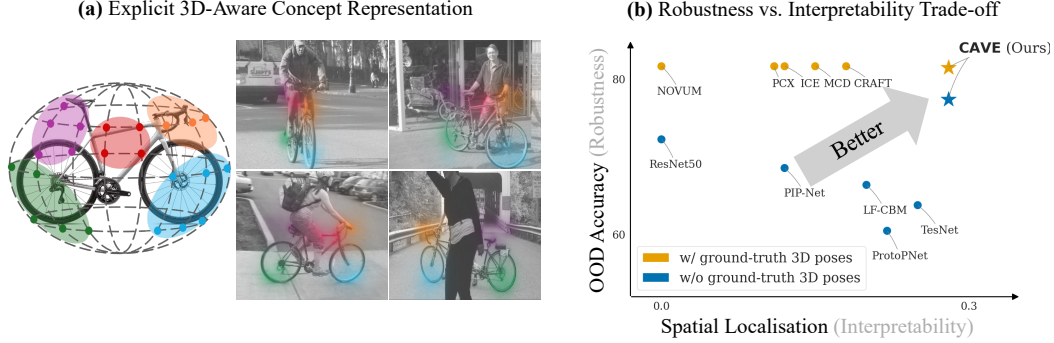 (a) Explicit 3D-Aware Concept Representation
(b) Robustness vs. Interpretability Trade-off
CAVE (Ours)
80
NOVUM
PCX ICE MCD CRAFT
Better
ResNet50
PIP-Net
LF-CBM
TesNet
ProtoPNet
60
OOD Accuracy (Robustness)
w/ ground-truth 3D poses
w/o ground-truth 3D poses
0.0 0.3
Spatial Localisation (Interpretability)